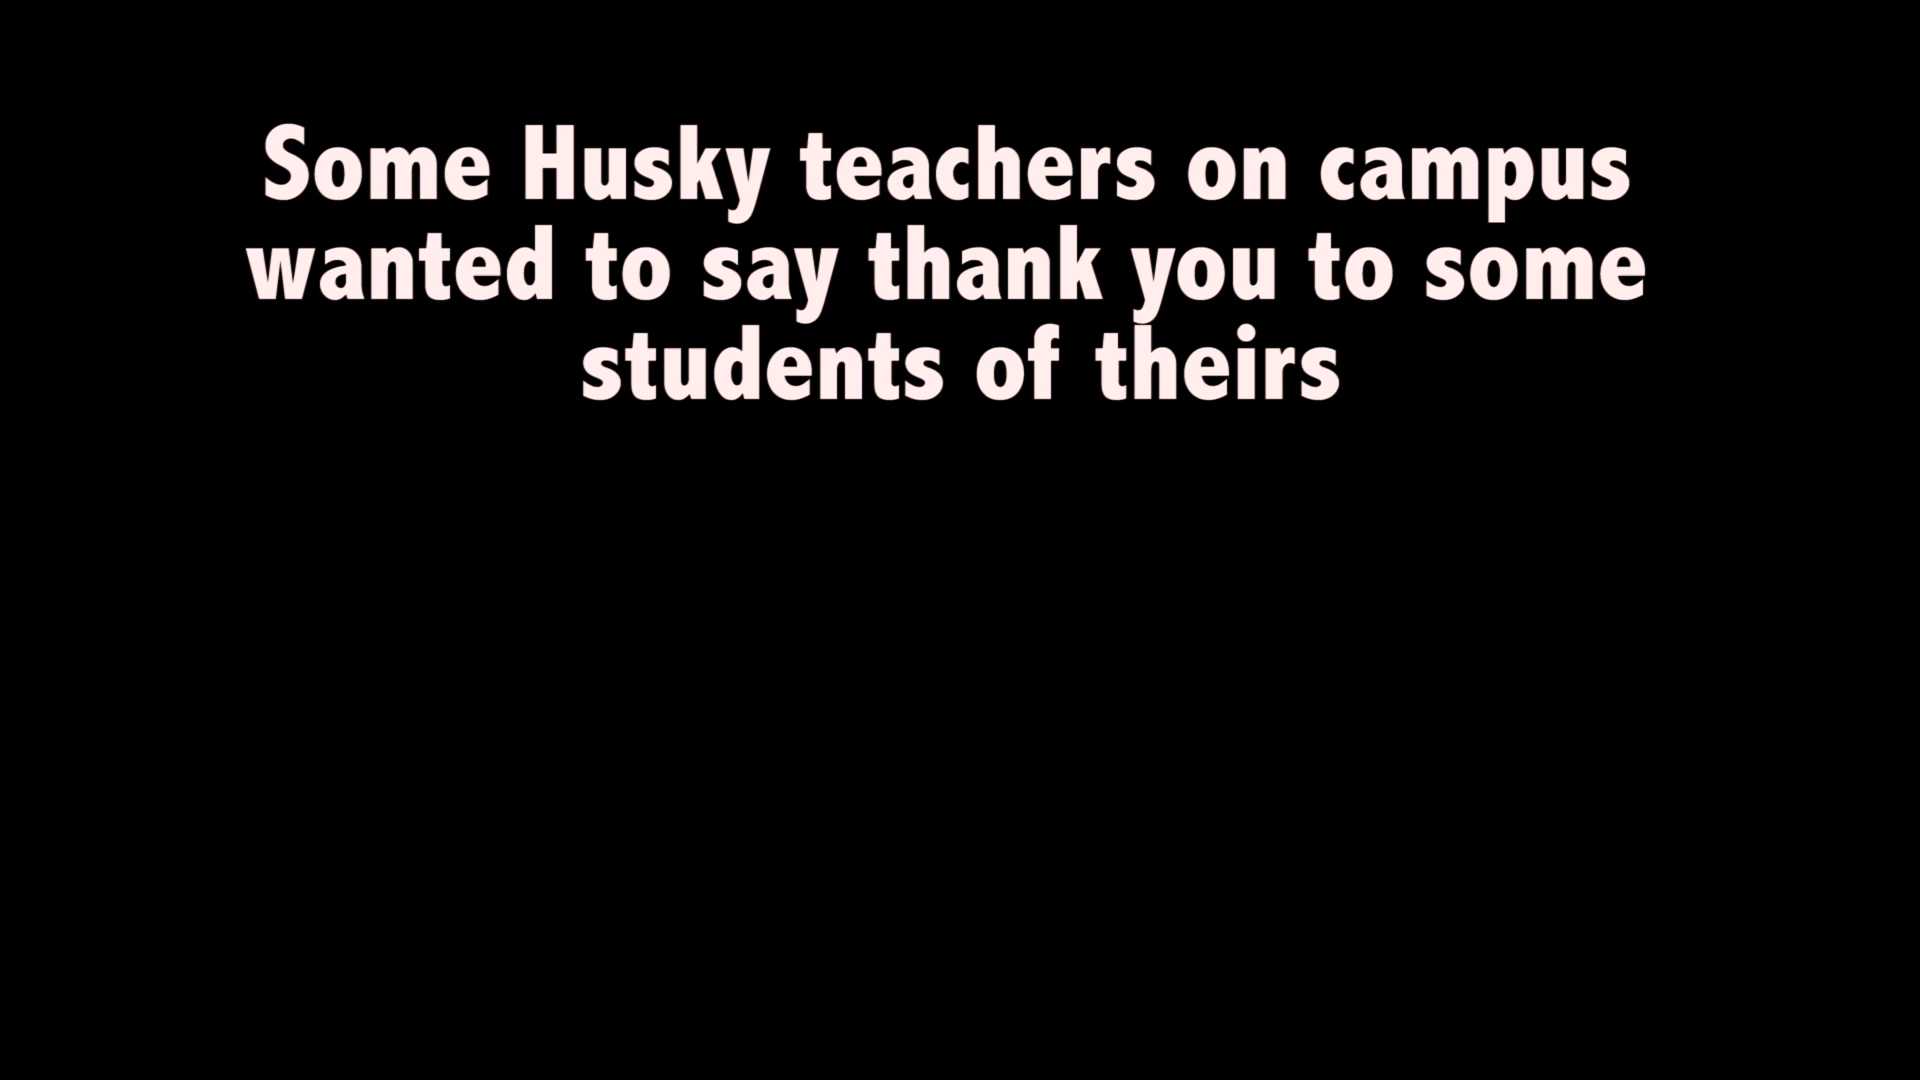 Some Husky teachers on campus
wanted to say thank you to some
students of theirs